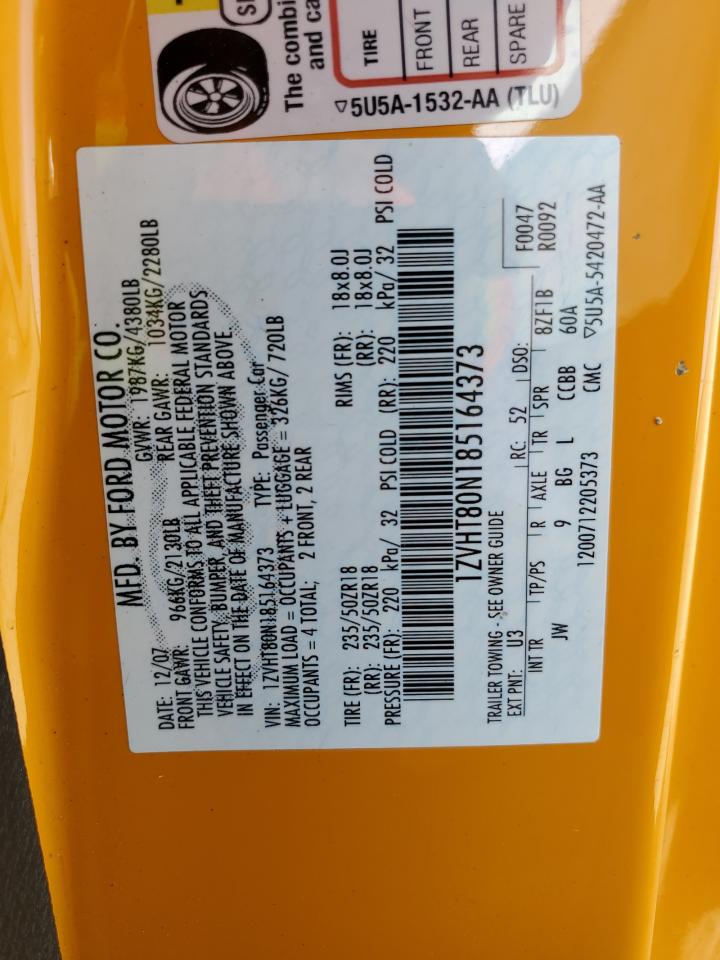 The combi
and ca
TIRE
FRONT
REAR
SPARE
5U5A-1532-AA (TLU)
MFD. BY FORD MOTOR CO.
DATE: 12/07 GVWR: 1987KG/4380LB
FRONT GAWR: 966KG/2130LB REAR GAWR: 1034KG/2280LB
THIS VEHICLE CONFORMS TO ALL APPLICABLE FEDERAL MOTOR
VEHICLE SAFETY, BUMPER, AND THEFT PREVENTION STANDARDS
IN EFFECT ON THE DATE OF MANUFACTURE SHOWN ABOVE.
VIN: 1ZVHT80N185164373 TYPE: Passenger Car
MAXIMUM LOAD = OCCUPANTS + LUGGAGE = 326KG/ 720LB
OCCUPANTS = 4 TOTAL; 2 FRONT, 2 REAR
TIRE (FR): 235/50ZR18 RIMS (FR): 18x8.0J
(RR): 235/50ZR18 (RR): 18x8.0J
PRESSURE (FR): 220 kPa/ 32 PSI COLD (RR): 220 kPa/ 32 PSI COLD
1ZVHT80N185164373
TRAILER TOWING - SEE OWNER GUIDE
EXT PNT: U3 RC: 52 DSO: F0047
INT TR TP/PS R AXLE TR SPR 8ZF1B R0092
JW 9 BG L CCBB 60A
1200712205373 CMC 5U5A-5420472-AA